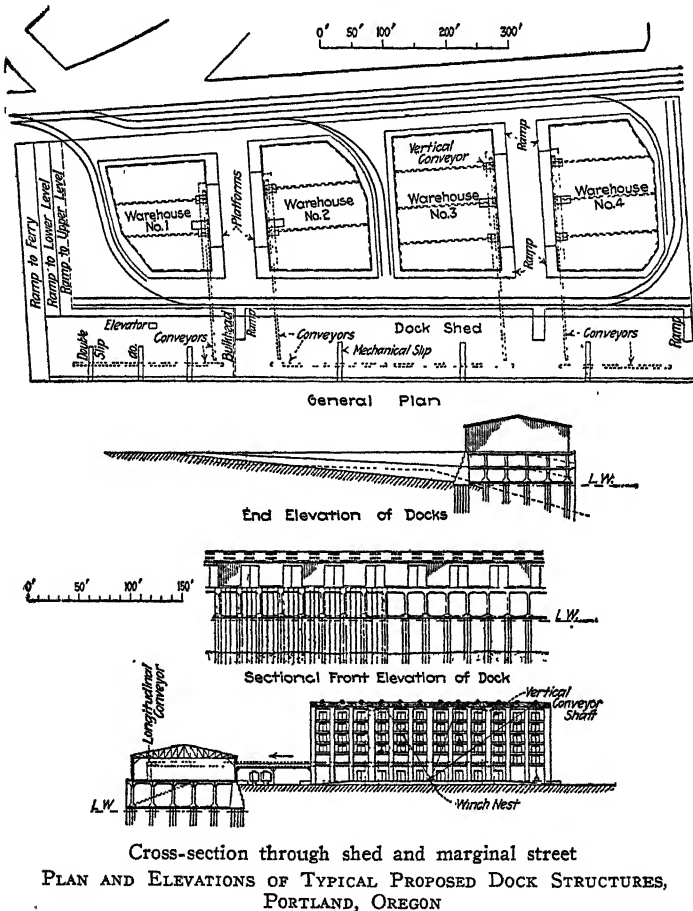 0' 50' 100' 200' 300'
Ramp to Ferry
Ramp to Lower Level
Ramp to Upper Level
Warehouse
No.1
Platforms
Warehouse
No.2
Vertical
Conveyor
Warehouse
No.3
Ramp
Ramp
Warehouse
No.4
Elevator
Double
Slip
do.
Conveyors
Bulkhead
Ramp
Conveyors
Dock Shed
Mechanical Slip
Conveyors
Ramp
General Plan
L.W.
End Elevation of Docks
0' 50' 100' 150'
L.W.
Sectional Front Elevation of Dock
Longitudinal
Conveyor
Vertical
Conveyor
Shaft
L.W.
Winch Nest
Cross-section through shed and marginal street
PLAN AND ELEVATIONS OF TYPICAL PROPOSED DOCK STRUCTURES,
PORTLAND, OREGON